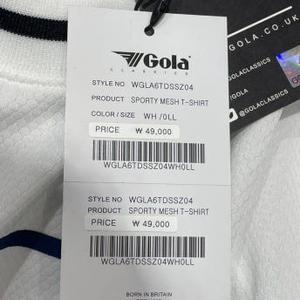 Gola
CLASSICS
STYLE NO WGLA6TDSSZ04
PRODUCT SPORTY MESH T-SHIRT
COLOR / SIZE WH /0LL
PRICE ₩ 49,000
WGLA6TDSSZ04WH0LL
STYLE NO WGLA6TDSSZ04
PRODUCT SPORTY MESH T-SHIRT
PRICE ₩ 49,000
WGLA6TDSSZ04WH0LL
BORN IN BRITAIN
GOLA.CO.UK
GOLACLASSICS
@GOLACLASSICS